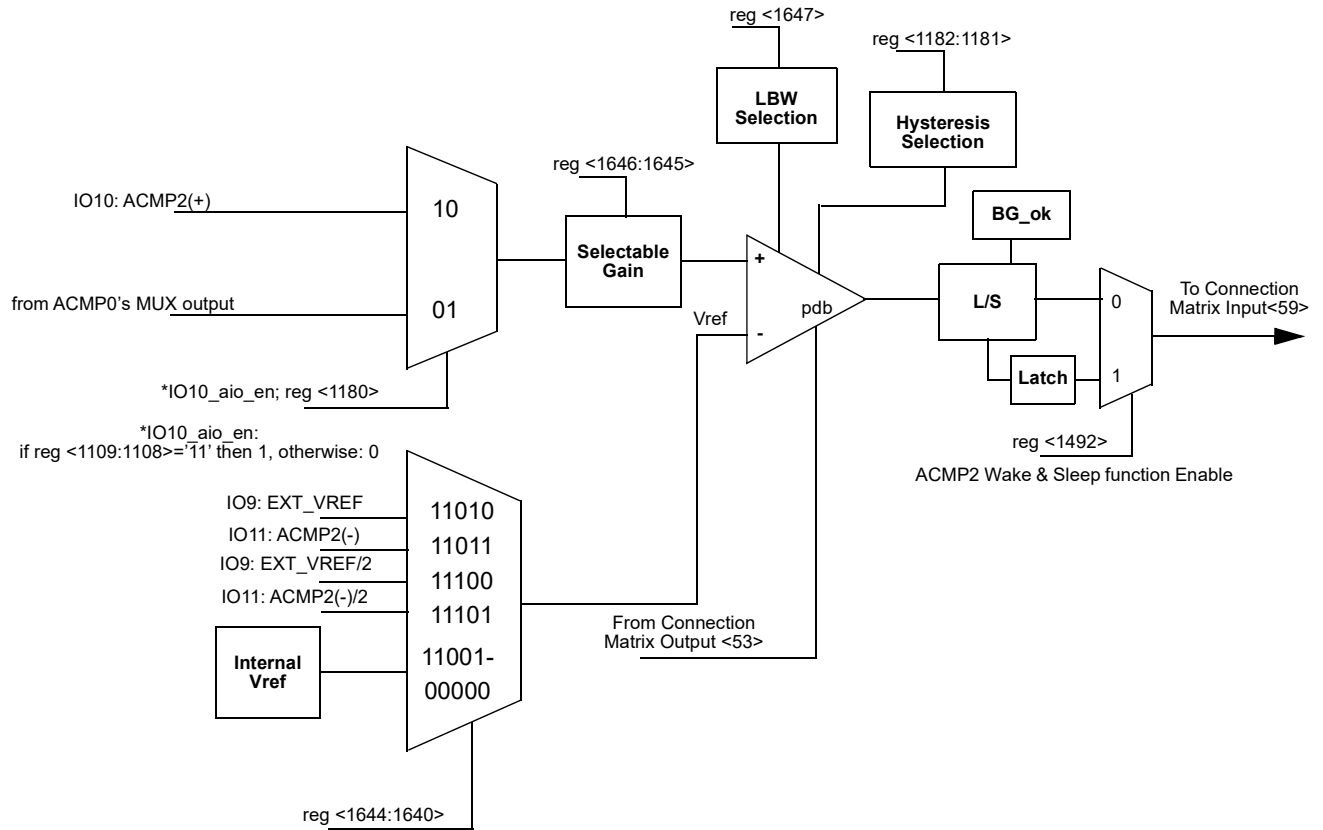 reg <1647>
reg <1182:1181>
LBW
Selection
Hysteresis
Selection
reg <1646:1645>
IO10: ACMP2(+)
10
Selectable
Gain
BG_ok
+
from ACMP0's MUX output
01
Vref
-
pdb
L/S
0
To Connection
Matrix Input<59>
Latch
1
*IO10_aio_en; reg <1180>
*IO10_aio_en:
if reg <1109:1108>='11' then 1, otherwise: 0
reg <1492>
ACMP2 Wake & Sleep function Enable
IO9: EXT_VREF
11010
IO11: ACMP2(-)
11011
IO9: EXT_VREF/2
11100
IO11: ACMP2(-)/2
11101
From Connection
Matrix Output <53>
Internal
Vref
11001-
00000
reg <1644:1640>